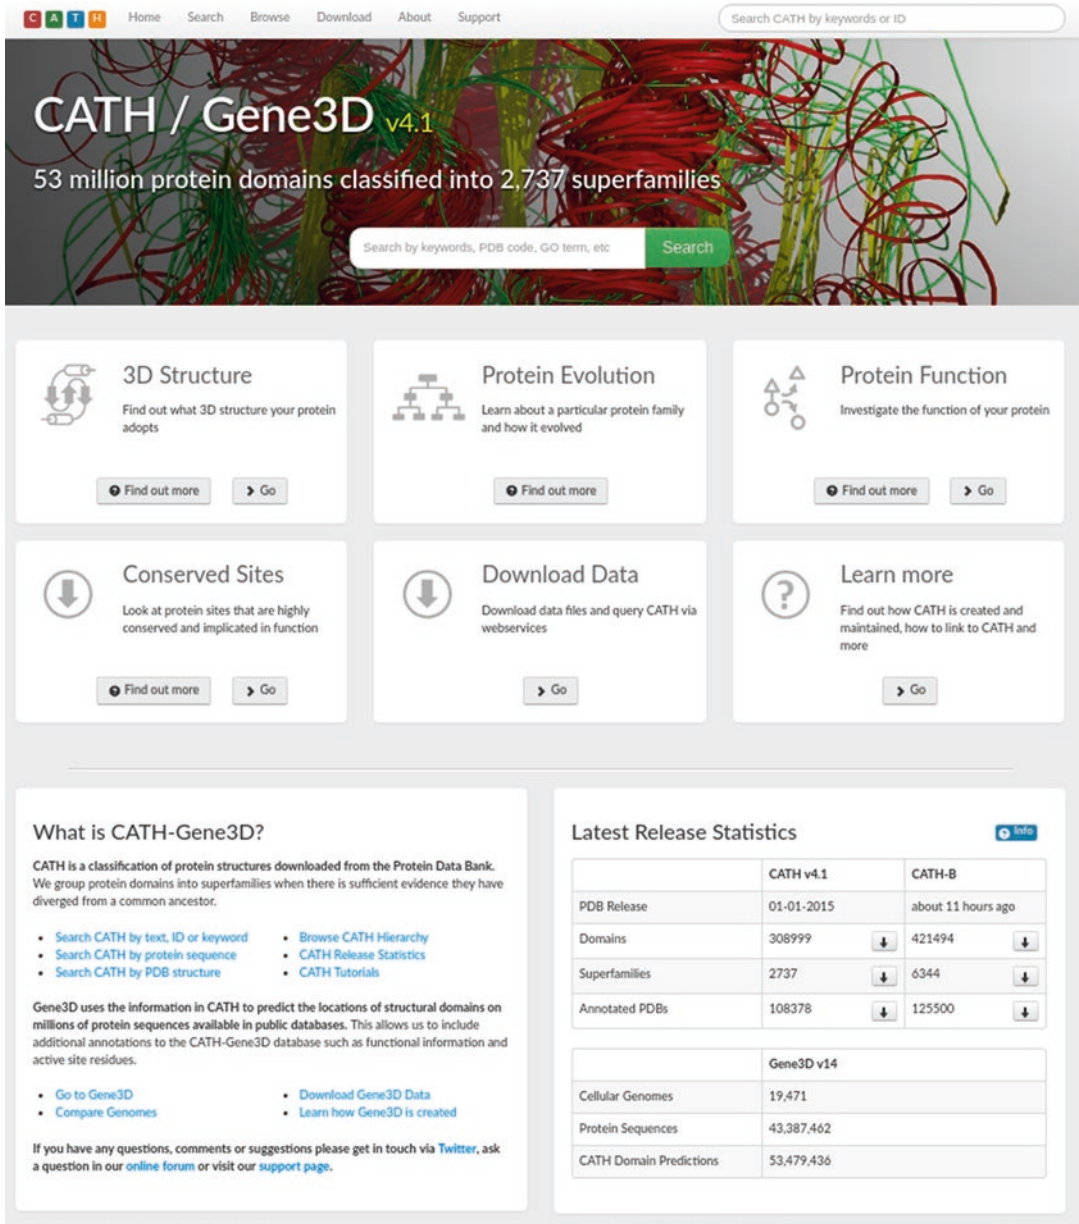 C A T H Home Search Browse Download About Support Search CATH by keywords or ID
CATH / Gene3D v4.1
53 million protein domains classified into 2,737 superfamilies
Search by keywords, PDB code, GO term, etc Search
3D Structure
Find out what 3D structure your protein
adopts
Find out more Go
Protein Evolution
Learn about a particular protein family
and how it evolved
Find out more
Protein Function
Investigate the function of your protein
Find out more Go
Conserved Sites
Look at protein sites that are highly
conserved and implicated in function
Find out more Go
Download Data
Download data files and query CATH via
webservices
Go
Learn more
Find out how CATH is created and
maintained, how to link to CATH and
more
Go
What is CATH-Gene3D?
CATH is a classification of protein structures downloaded from the Protein Data Bank.
We group protein domains into superfamilies when there is sufficient evidence they have
diverged from a common ancestor.
• Search CATH by text, ID or keyword
• Search CATH by protein sequence
• Search CATH by PDB structure
• Browse CATH Hierarchy
• CATH Release Statistics
• CATH Tutorials
Gene3D uses the information in CATH to predict the locations of structural domains on
millions of protein sequences available in public databases. This allows us to include
additional annotations to the CATH-Gene3D database such as functional information and
active site residues.
• Go to Gene3D
• Compare Genomes
• Download Gene3D Data
• Learn how Gene3D is created
If you have any questions, comments or suggestions please get in touch via Twitter, ask
a question in our online forum or visit our support page.
Latest Release Statistics Info
CATH v4.1 CATH-B
PDB Release 01-01-2015 about 11 hours ago
Domains 308999 421494
Superfamilies 2737 6344
Annotated PDBs 108378 125500
Gene3D v14
Cellular Genomes 19,471
Protein Sequences 43,387,462
CATH Domain Predictions 53,479,436